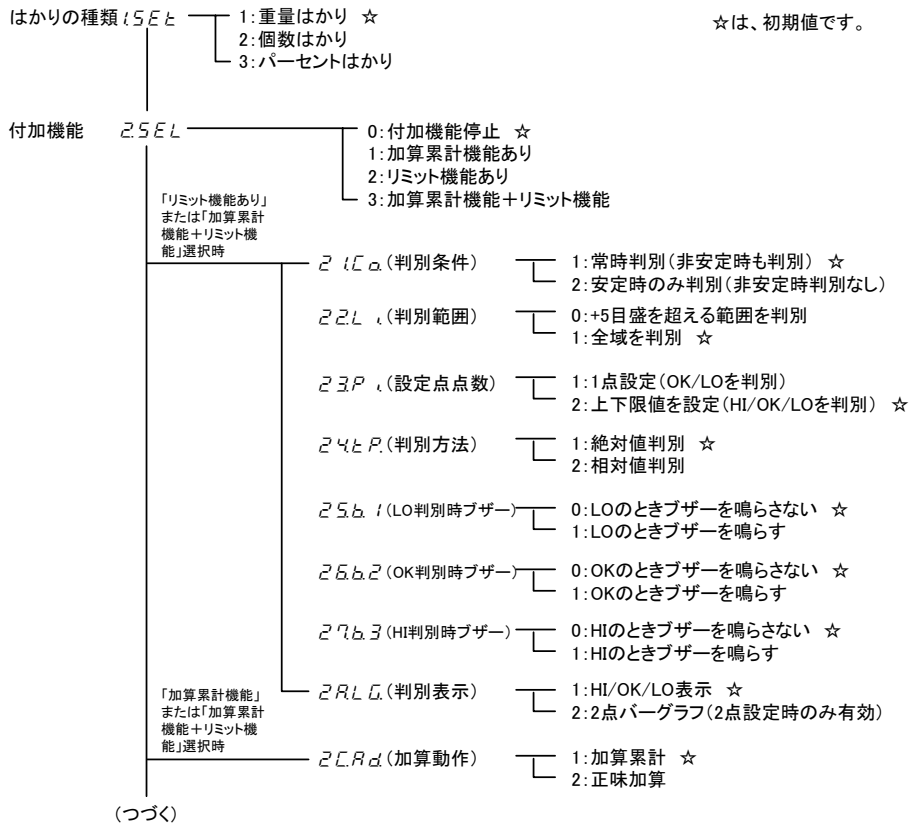 はかりの種類 1.SEt 1:重量はかり ☆
☆は、初期値です。
2:個数はかり
3:パーセントはかり
付加機能 2.SEL 0:付加機能停止 ☆
1:加算累計機能あり
2:リミット機能あり
3:加算累計機能+リミット機能
「リミット機能あり」
または「加算累計
機能+リミット機
能」選択時
21.Co.(判別条件) 1:常時判別(非安定時も判別) ☆
2:安定時のみ判別(非安定時判別なし)
22.L i.(判別範囲) 0:+5目盛を超える範囲を判別
1:全域を判別 ☆
23.P i.(設定点点数) 1:1点設定(OK/LOを判別)
2:上下限値を設定(HI/OK/LOを判別) ☆
24.t P.(判別方法) 1:絶対値判別 ☆
2:相対値判別
25.b. 1(LO判別時ブザー) 0:LOのときブザーを鳴らさない ☆
1:LOのときブザーを鳴らす
26.b.2(OK判別時ブザー) 0:OKのときブザーを鳴らさない ☆
1:OKのときブザーを鳴らす
27.b.3(HI判別時ブザー) 0:HIのときブザーを鳴らさない ☆
1:HIのときブザーを鳴らす
2A.L G.(判別表示) 1:HI/OK/LO表示 ☆
2:2点バーグラフ(2点設定時のみ有効)
「加算累計機能」
または「加算累計
機能+リミット機
能」選択時
2C.Ad.(加算動作) 1:加算累計 ☆
2:正味加算
(つづく)